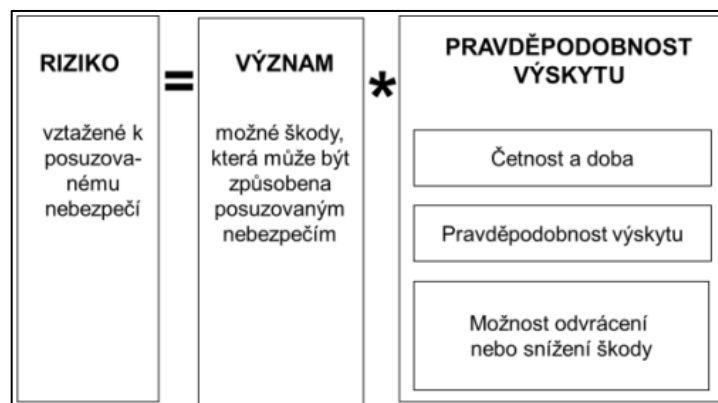 RIZIKO
vztažené k
posuzova-
nému
nebezpečí
=
VÝZNAM
možné škody,
která může být
způsobena
posuzovaným
nebezpečím
*
PRAVDĚPODOBNOST
VÝSKYTU
Četnost a doba
Pravděpodobnost výskytu
Možnost odvrácení
nebo snížení škody